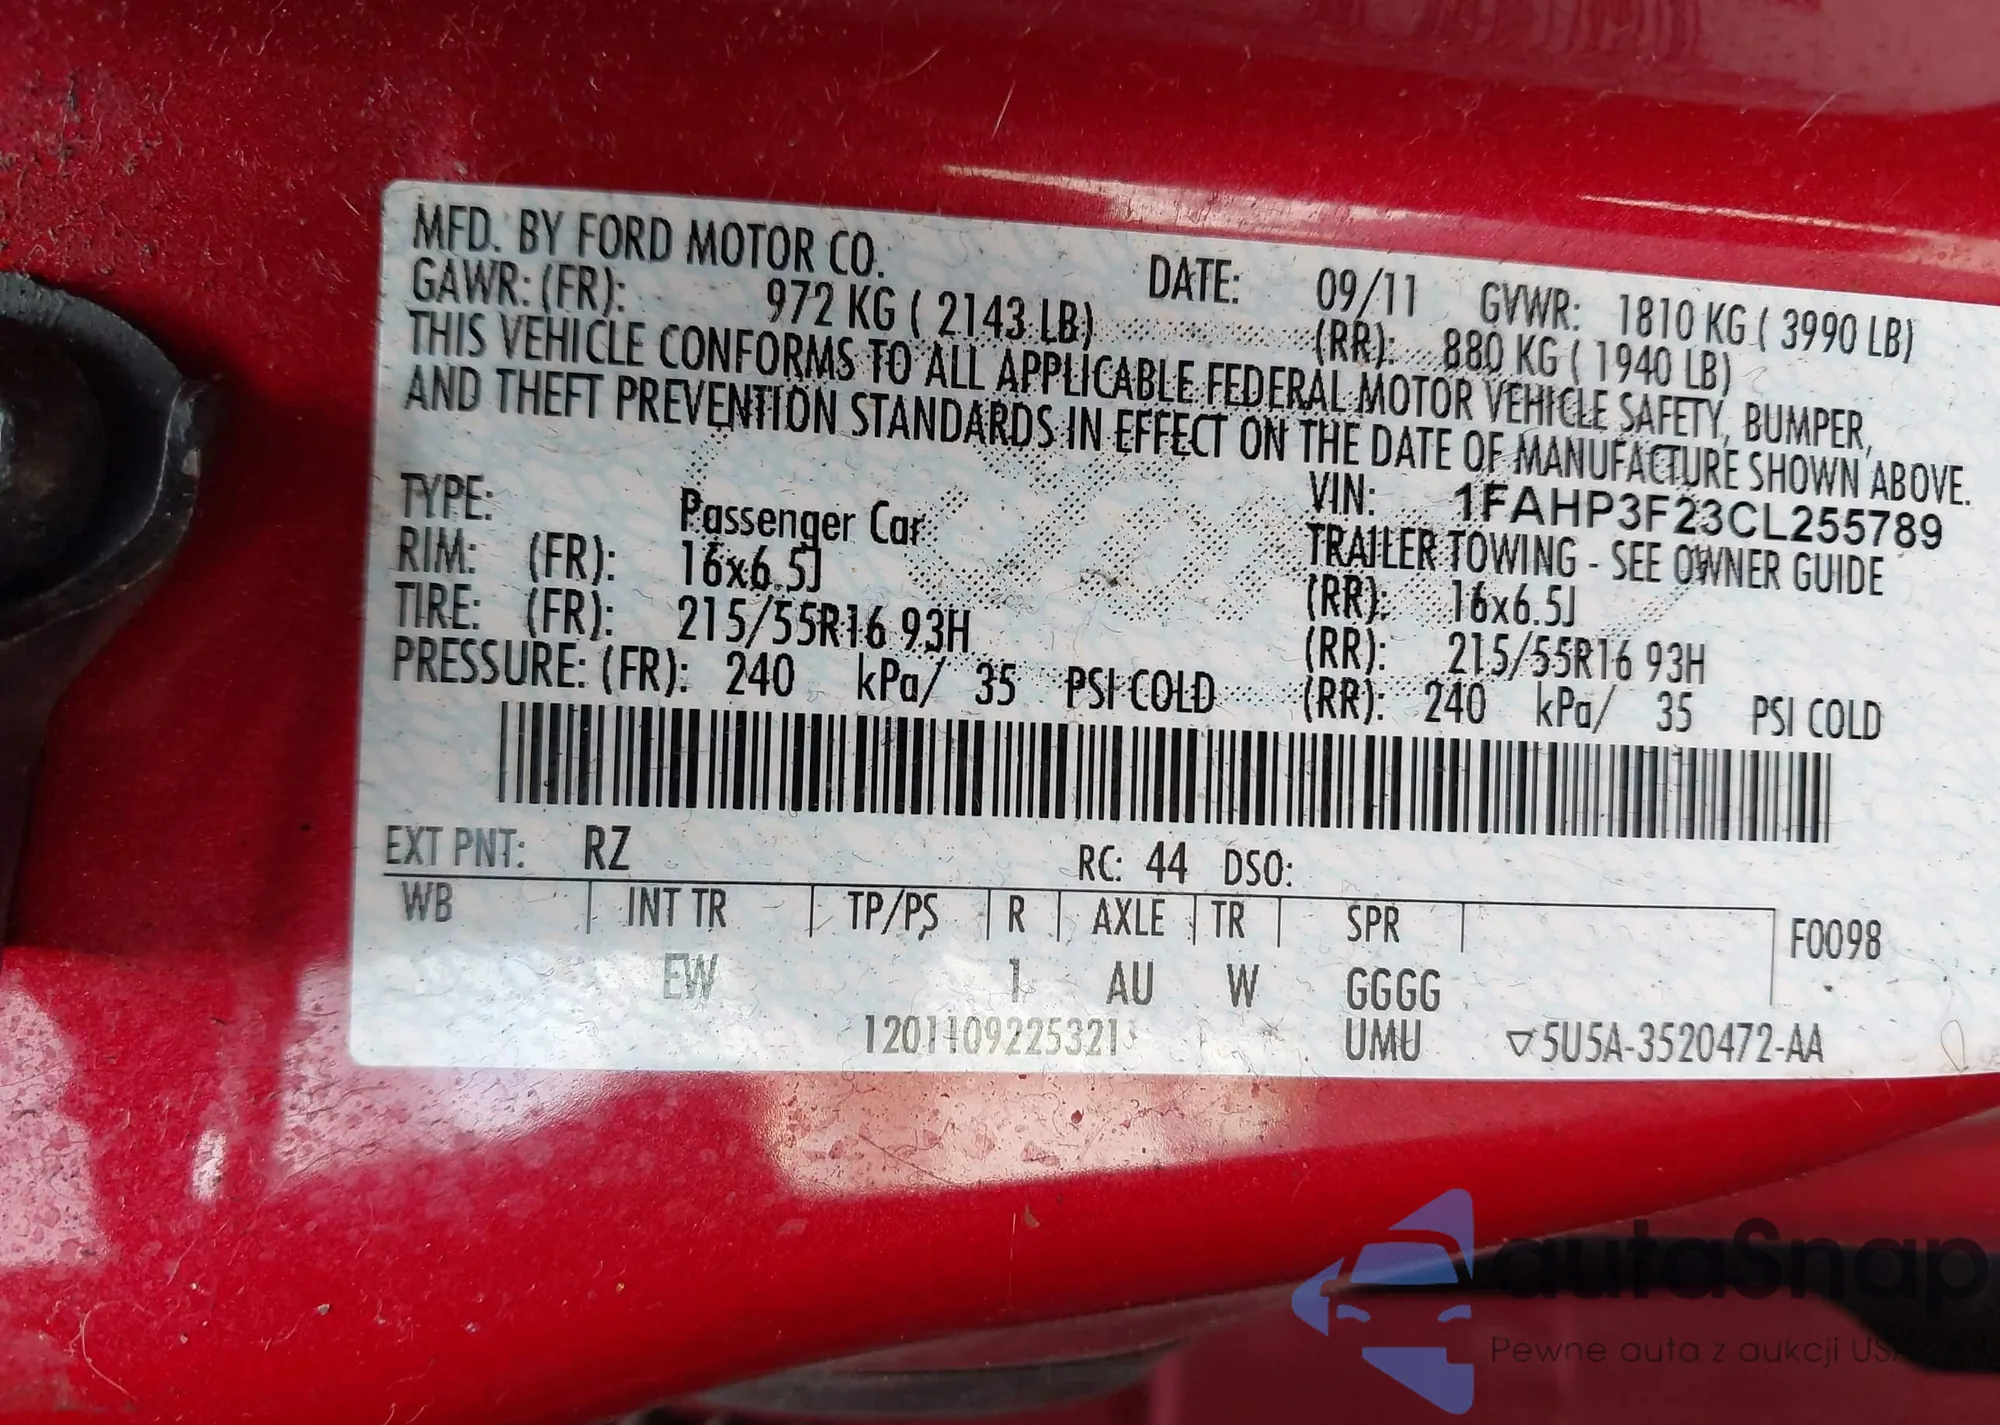 MFD. BY FORD MOTOR CO. DATE: 09/11 GVWR: 1810 KG ( 3990 LB)
GAWR: (FR): 972 KG ( 2143 LB) (RR): 880 KG ( 1940 LB)
THIS VEHICLE CONFORMS TO ALL APPLICABLE FEDERAL MOTOR VEHICLE SAFETY, BUMPER,
AND THEFT PREVENTION STANDARDS IN EFFECT ON THE DATE OF MANUFACTURE SHOWN ABOVE.
VIN: 1FAHP3F23CL255789
TYPE: Passenger Car TRAILER TOWING - SEE OWNER GUIDE
RIM: (FR): 16x6.5J (RR): 16x6.5J
TIRE: (FR): 215/55R16 93H (RR): 215/55R16 93H
PRESSURE: (FR): 240 kPa/ 35 PSI COLD (RR): 240 kPa/ 35 PSI COLD
EXT PNT: RZ RC: 44 DSO:
WB INT TR TP/PS R AXLE TR SPR F0098
EW 1 AU W GGGG
1201109225321 UMU ▽5U5A-3520472-AA
autaSnap
Pewne auta z aukcji